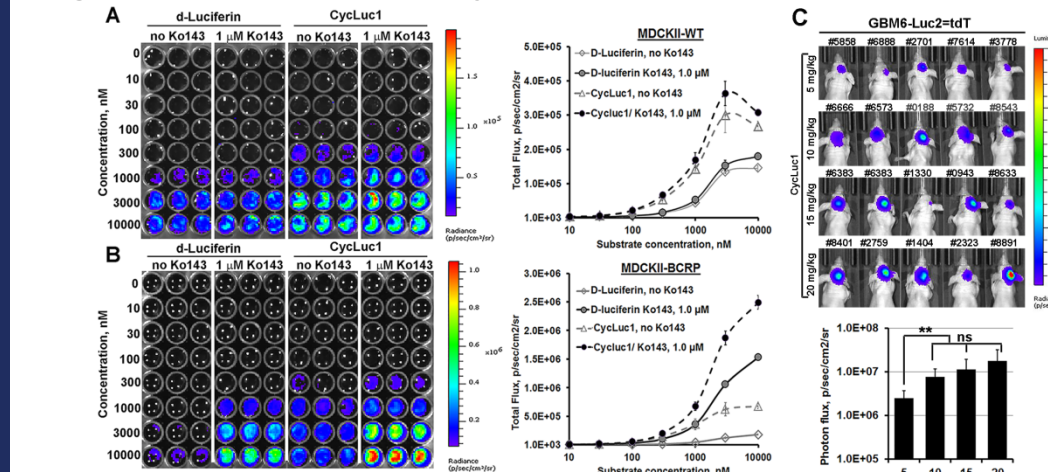 A
d-Luciferin CycLuc1
no Ko143 1 μM Ko143 no Ko143 1 μM Ko143
Concentration, nM
0
10
30
100
300
1000
3000
10000
1.5
1.0
×10⁵
0.5
Radiance
(p/sec/cm²/sr)
MDCKII-WT
D-Luciferin, no Ko143
D-luciferin Ko143, 1.0 μM
CycLuc1, no Ko143
Cycluc1/ Ko143, 1.0 μM
Total Flux, p/sec/cm2/sr
5.0E+05
4.0E+05
3.0E+05
2.0E+05
1.0E+05
1.0E+03
10 100 1000 10000
Substrate concentration, nM
B
d-Luciferin CycLuc1
no Ko143 1 μM Ko143 no Ko143 1 μM Ko143
Concentration, nM
0
10
30
100
300
1000
3000
10000
1.0
0.8
0.6
×10⁶
0.4
0.2
Radiance
(p/sec/cm²/sr)
MDCKII-BCRP
D-Luciferin, no Ko143
D-Luciferin Ko143, 1.0 μM
CycLuc1, no Ko143
Cycluc1/ Ko143, 1.0 μM
Total Flux, p/sec/cm2/sr
3.0E+06
2.5E+06
2.0E+06
1.5E+06
1.0E+06
5.0E+05
1.0E+03
10 100 1000 10000
C
GBM6-Luc2=tdT
CycLuc1
5 mg/kg
#5858 #6888 #2701 #7614 #3778
10 mg/kg
#6666 #6573 #0188 #5732 #8543
15 mg/kg
#6383 #6383 #1330 #0943 #8633
20 mg/kg
#8401 #2759 #1404 #2323 #8891
Photon flux, p/sec/cm2/sr
1.0E+08
1.0E+07
1.0E+06
1.0E+05
** ns
5 10 15 20